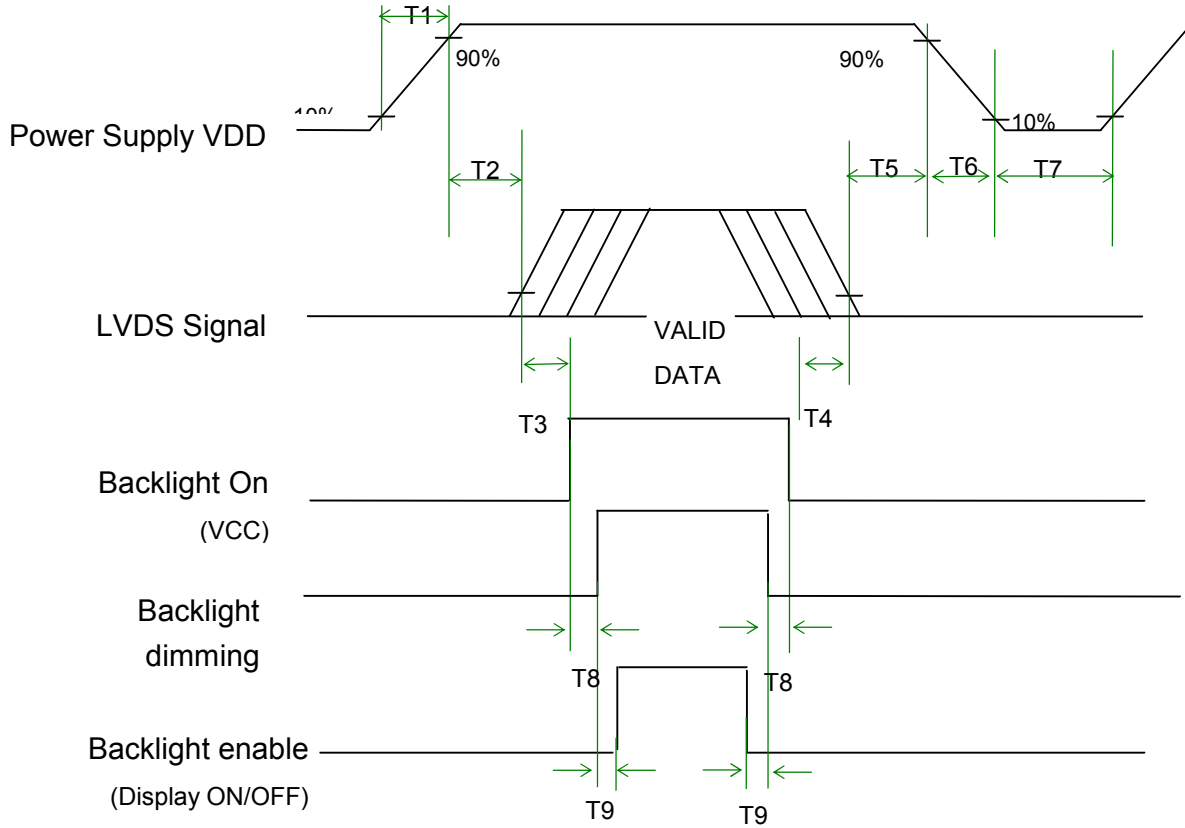 T1
90%
90%
10%
10%
Power Supply VDD
T2
T5
T6
T7
LVDS Signal
VALID
DATA
T3
T4
Backlight On
(VCC)
Backlight
dimming
T8
T8
Backlight enable
(Display ON/OFF)
T9
T9